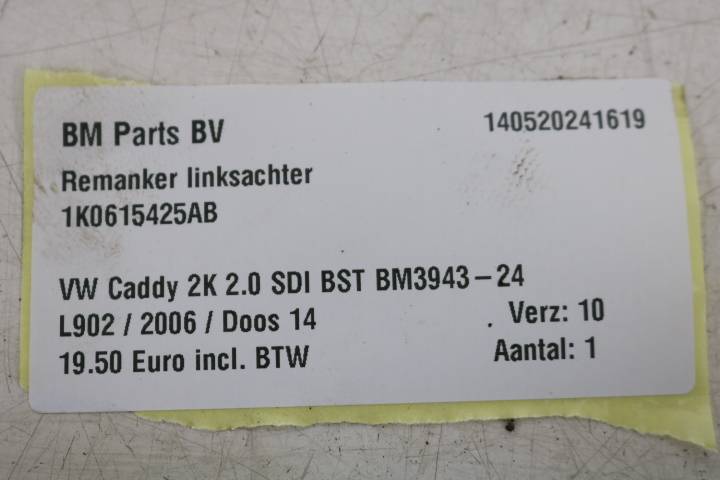 BM Parts BV 140520241619
Remanker linksachter
1K0615425AB
VW Caddy 2K 2.0 SDI BST BM3943-24
L902 / 2006 / Doos 14 Verz: 10
19.50 Euro incl. BTW Aantal: 1